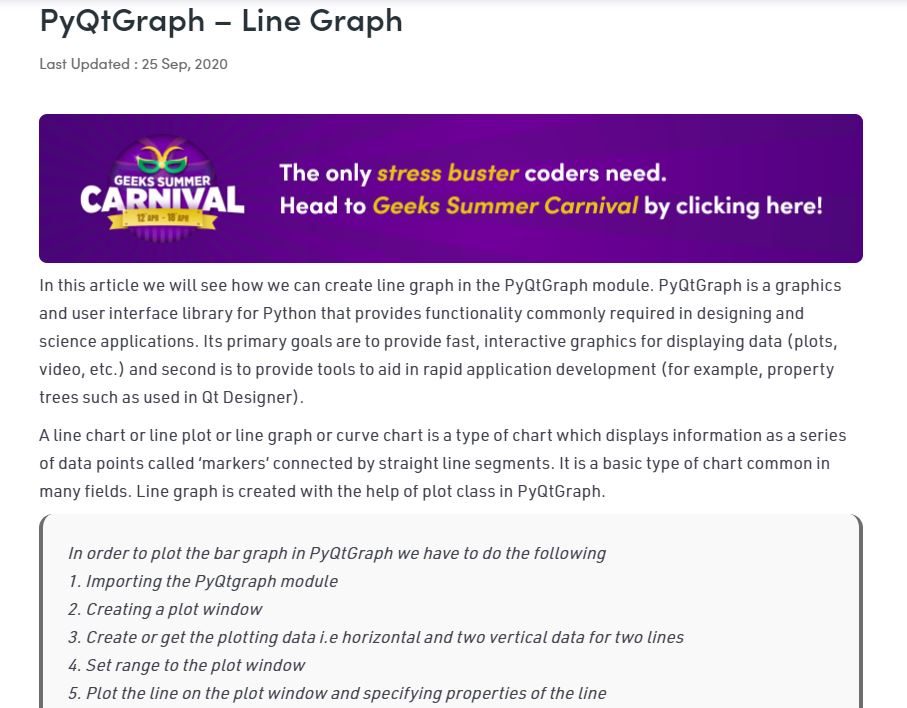 PyQtGraph – Line Graph
Last Updated : 25 Sep, 2020
GEEKS SUMMER
CARNIVAL
12 APR - 18 APR
The only stress buster coders need.
Head to Geeks Summer Carnival by clicking here!
In this article we will see how we can create line graph in the PyQtGraph module. PyQtGraph is a graphics
and user interface library for Python that provides functionality commonly required in designing and
science applications. Its primary goals are to provide fast, interactive graphics for displaying data (plots,
video, etc.) and second is to provide tools to aid in rapid application development (for example, property
trees such as used in Qt Designer).
A line chart or line plot or line graph or curve chart is a type of chart which displays information as a series
of data points called ‘markers’ connected by straight line segments. It is a basic type of chart common in
many fields. Line graph is created with the help of plot class in PyQtGraph.
In order to plot the bar graph in PyQtGraph we have to do the following
1. Importing the PyQtgraph module
2. Creating a plot window
3. Create or get the plotting data i.e horizontal and two vertical data for two lines
4. Set range to the plot window
5. Plot the line on the plot window and specifying properties of the line